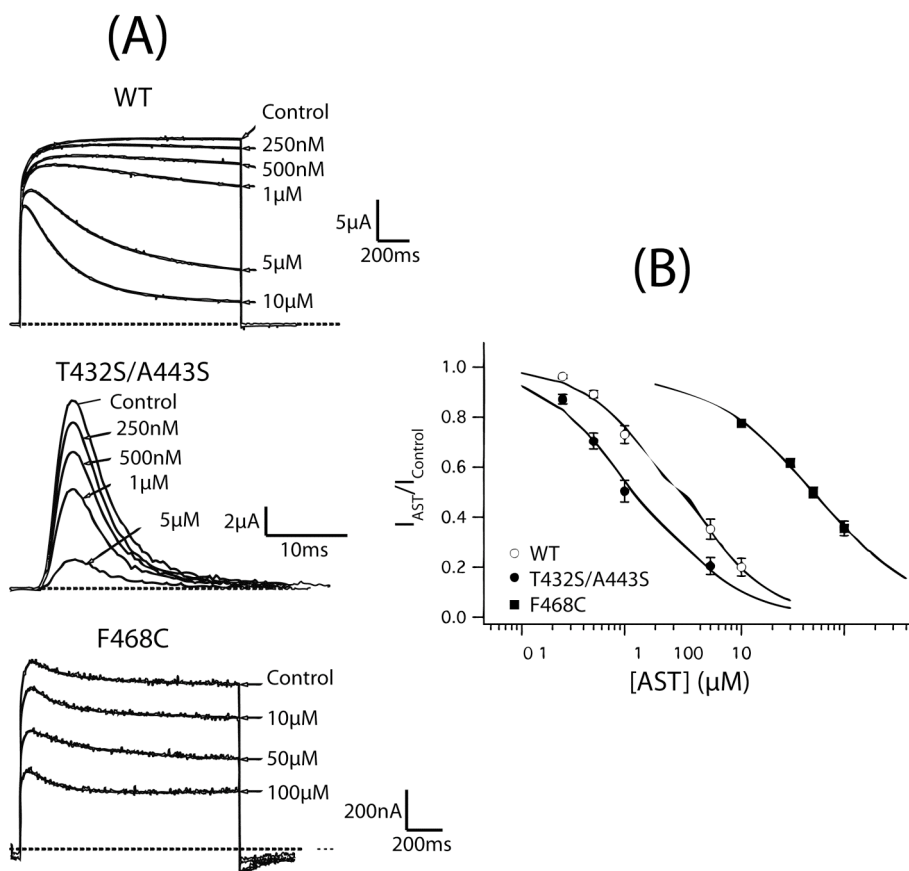 (A)
WT
Control
250nM
500nM
1µM
5µM
10µM
5µA
200ms
T432S/A443S
Control
250nM
500nM
1µM
5µM
2µA
10ms
F468C
Control
10µM
50µM
100µM
200nA
200ms
(B)
I_AST/I_Control
1.0
0.8
0.6
0.4
0.2
0.0
WT
T432S/A443S
F468C
0 1 1 100 10
[AST] (µM)